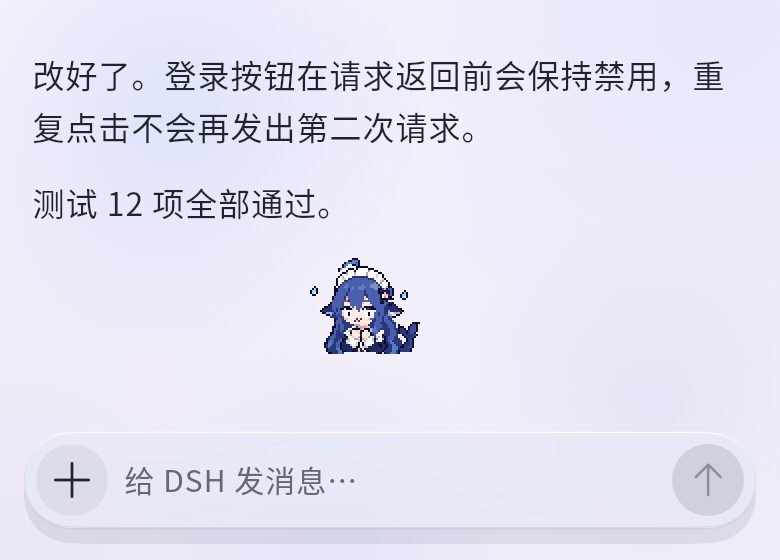 改好了。登录按钮在请求返回前会保持禁用，重
复点击不会再发出第二次请求。
测试 12 项全部通过。
给 DSH 发消息…